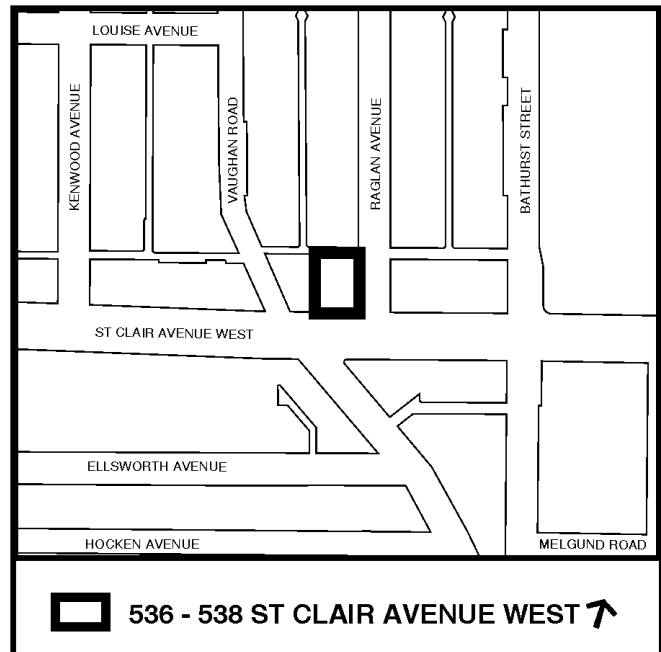 LOUISE AVENUE
KENWOOD AVENUE
VAUGHAN ROAD
RAGLAN AVENUE
BATHURST STREET
ST CLAIR AVENUE WEST
ELLSWORTH AVENUE
HOCKEN AVENUE
MELGUND ROAD
536 - 538 ST CLAIR AVENUE WEST